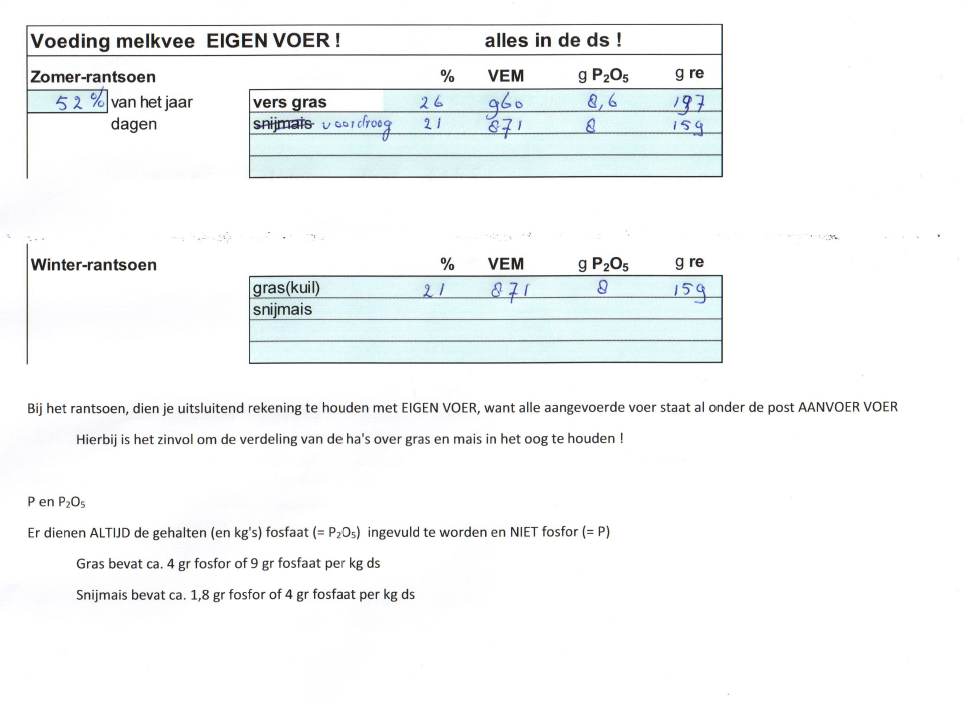 Voeding melkvee EIGEN VOER ! alles in de ds !
Zomer-rantsoen % VEM g P₂O₅ g re
52 % van het jaar vers gras 26 960 8,6 197
dagen snijmais voordroog 21 871 8 159
Winter-rantsoen % VEM g P₂O₅ g re
gras(kuil) 21 871 8 159
snijmais
Bij het rantsoen, dien je uitsluitend rekening te houden met EIGEN VOER, want alle aangevoerde voer staat al onder de post AANVOER VOER
Hierbij is het zinvol om de verdeling van de ha's over gras en mais in het oog te houden !
P en P₂O₅
Er dienen ALTIJD de gehalten (en kg's) fosfaat (= P₂O₅) ingevuld te worden en NIET fosfor (= P)
Gras bevat ca. 4 gr fosfor of 9 gr fosfaat per kg ds
Snijmais bevat ca. 1,8 gr fosfor of 4 gr fosfaat per kg ds